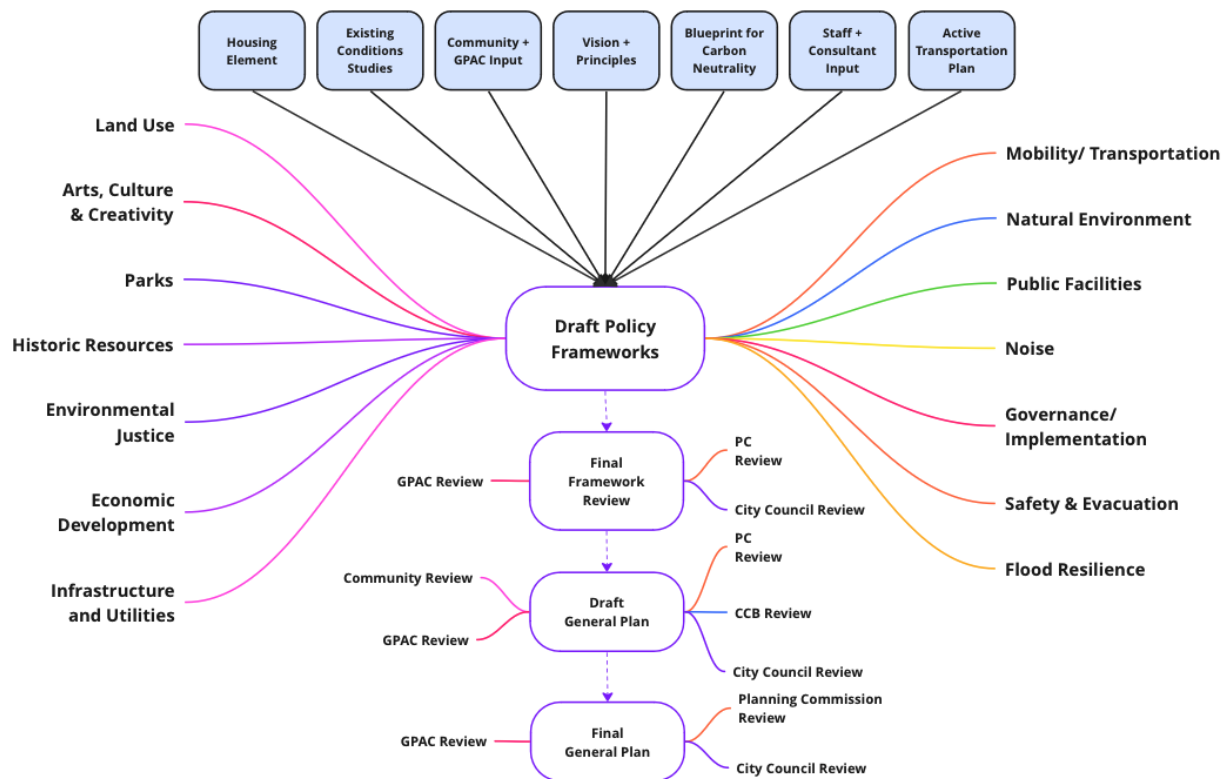 Housing
Element
Existing
Conditions
Studies
Community +
GPAC Input
Vision +
Principles
Blueprint for
Carbon
Neutrality
Staff +
Consultant
Input
Active
Transportation
Plan
Land Use
Arts, Culture
& Creativity
Parks
Historic Resources
Environmental
Justice
Economic
Development
Infrastructure
and Utilities
Draft Policy
Frameworks
Mobility/ Transportation
Natural Environment
Public Facilities
Noise
Governance/
Implementation
Safety & Evacuation
Flood Resilience
Final
Framework
Review
GPAC Review
PC
Review
City Council Review
Draft
General Plan
Community Review
GPAC Review
PC
Review
CCB Review
City Council Review
Final
General Plan
GPAC Review
Planning Commission
Review
City Council Review